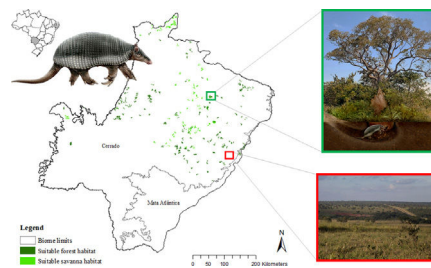 Cerrado
Mata Atlântica
Legend
Biome limits
Suitable forest habitat
Suitable savanna habitat
N
0 50 100 200 Kilometers